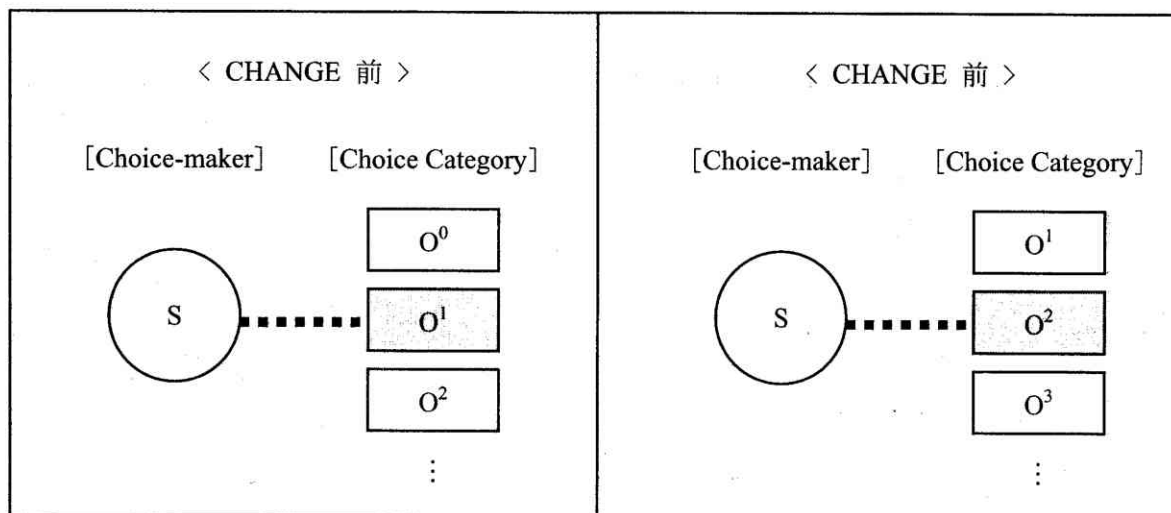 < CHANGE 前 >
[Choice-maker] [Choice Category]
O⁰
S
O¹
O²
⋮
< CHANGE 前 >
[Choice-maker] [Choice Category]
O¹
S
O²
O³
⋮